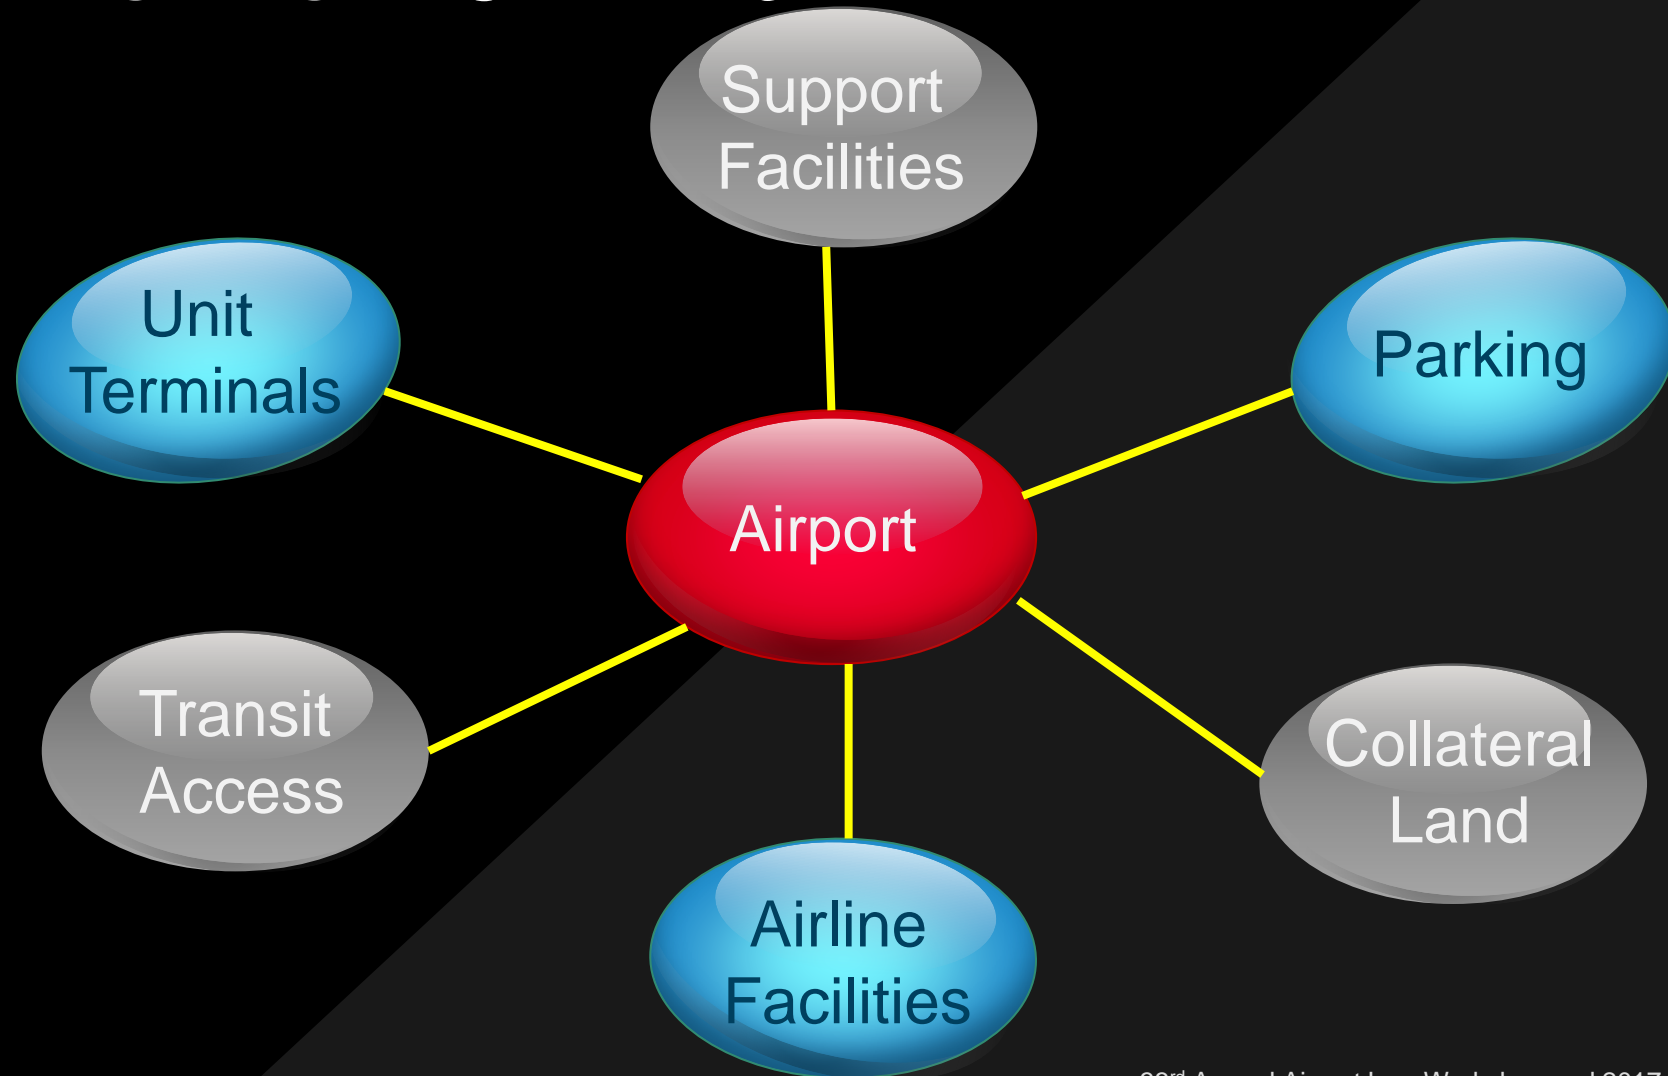 Support
Facilities
Unit
Terminals
Parking
Airport
Transit
Access
Collateral
Land
Airline
Facilities